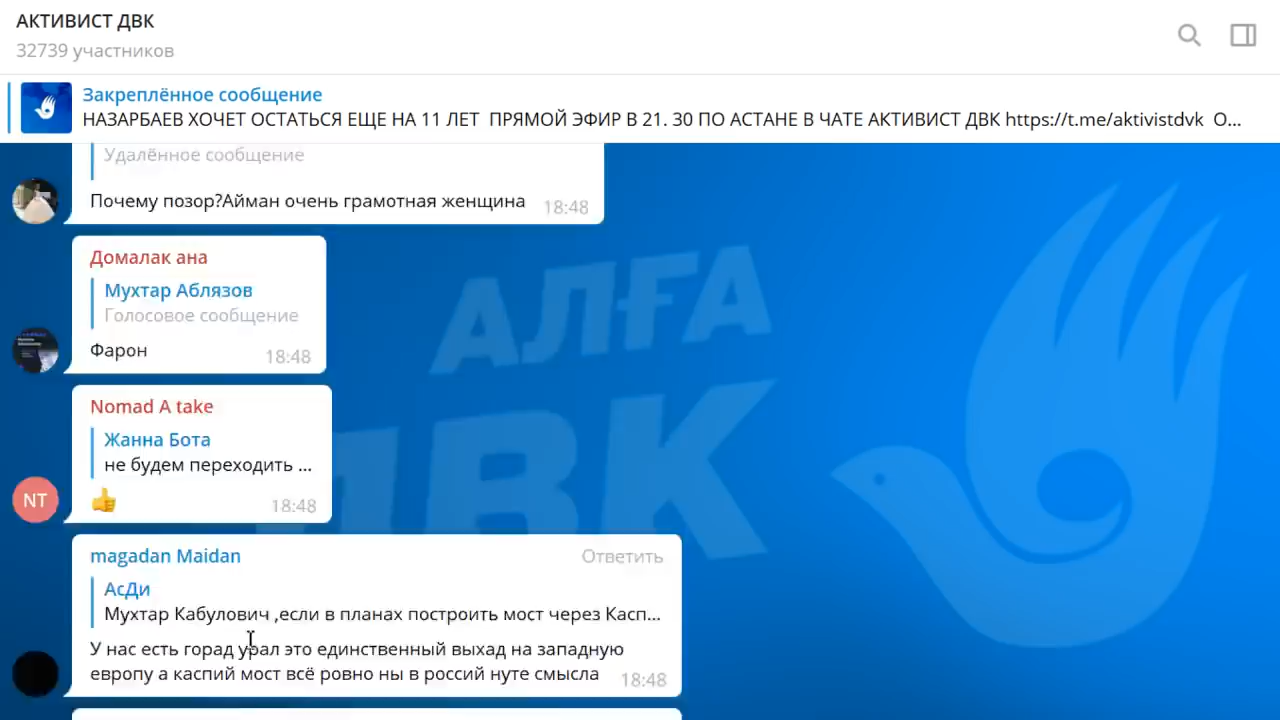 АКТИВИСТ ДВК
32739 участников
Закреплённое сообщение
НАЗАРБАЕВ ХОЧЕТ ОСТАТЬСЯ ЕЩЕ НА 11 ЛЕТ ПРЯМОЙ ЭФИР В 21. 30 ПО АСТАНЕ В ЧАТЕ АКТИВИСТ ДВК https://t.me/aktivistdvk О...
Удалённое сообщение
Почему позор?Айман очень грамотная женщина 18:48
Домалак ана
Мухтар Аблязов
Голосовое сообщение
Фарон 18:48
Nomad A take
Жанна Бота
не будем переходить ...
👍 18:48
NT
magadan Maidan Ответить
АсДи
Мухтар Кабулович ,если в планах построить мост через Касп...
У нас есть горад урал это единственный выхад на западную
европу а каспий мост всё ровно ны в россий нуте смысла 18:48
АЛҒА
ДВК